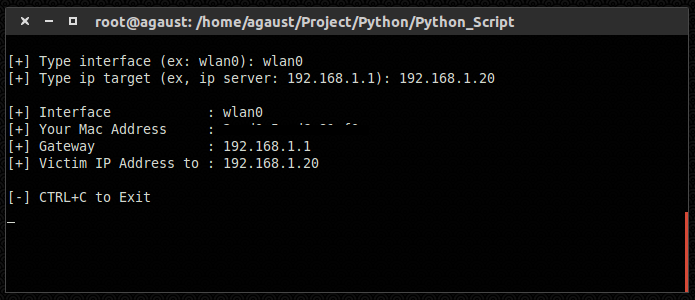 root@agaust: /home/agaust/Project/Python/Python_Script
[+] Type interface (ex: wlan0): wlan0
[+] Type ip target (ex, ip server: 192.168.1.1): 192.168.1.20
[+] Interface : wlan0
[+] Your Mac Address :
[+] Gateway : 192.168.1.1
[+] Victim IP Address to : 192.168.1.20
[-] CTRL+C to Exit
_